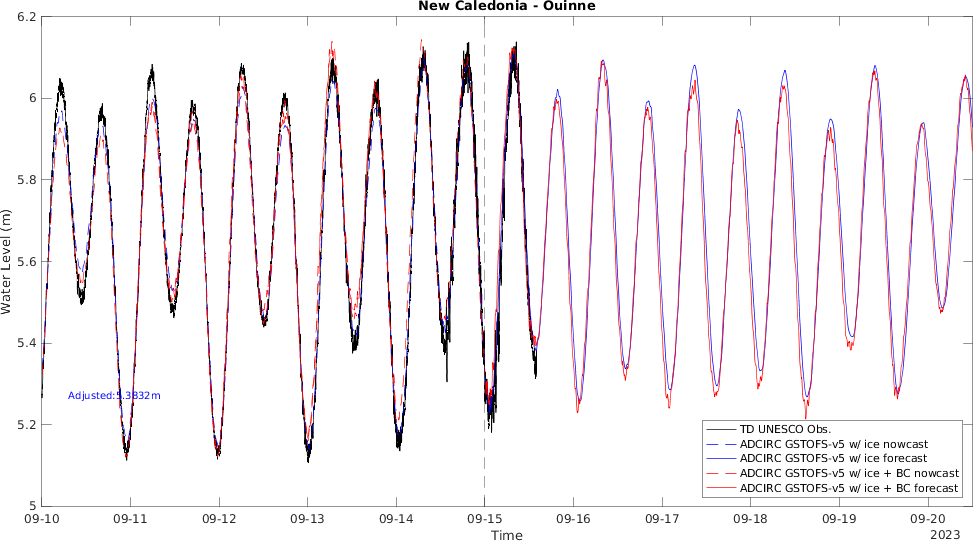 New Caledonia - Ouinne
Water Level (m)
6.2
6
5.8
5.6
5.4
5.2
5
Adjusted:5.3832m
TD UNESCO Obs.
ADCIRC GSTOFS-v5 w/ ice nowcast
ADCIRC GSTOFS-v5 w/ ice forecast
ADCIRC GSTOFS-v5 w/ ice + BC nowcast
ADCIRC GSTOFS-v5 w/ ice + BC forecast
09-10 09-11 09-12 09-13 09-14 09-15 09-16 09-17 09-18 09-19 09-20
Time
2023